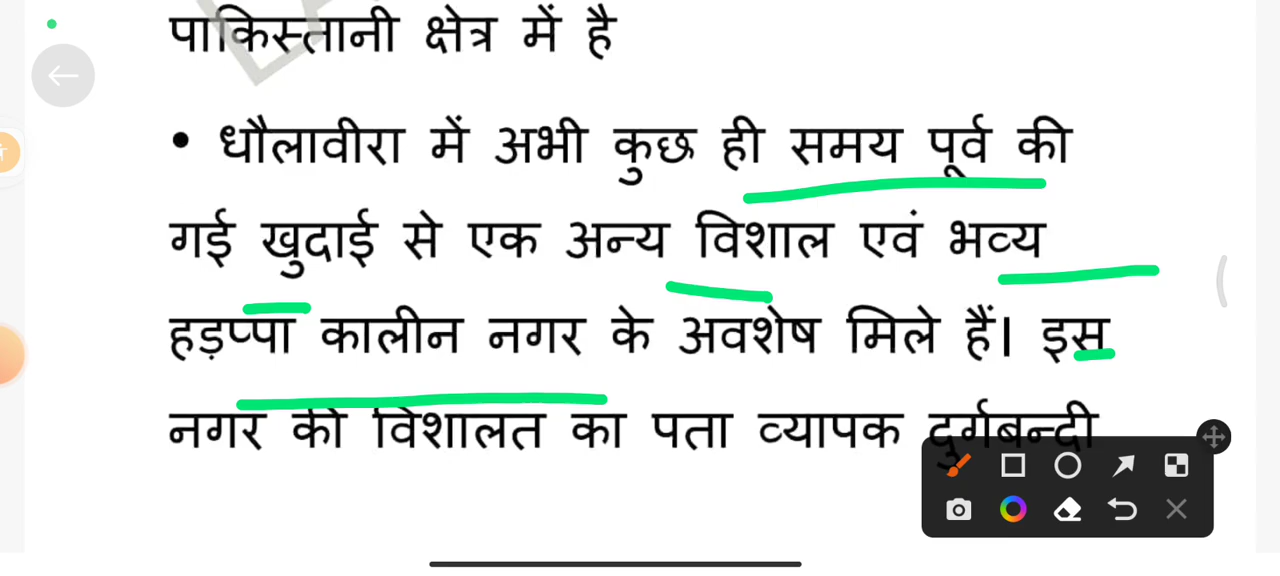 पाकिस्तानी क्षेत्र में है
• धौलावीरा में अभी कुछ ही समय पूर्व की
गई खुदाई से एक अन्य विशाल एवं भव्य
हड़प्पा कालीन नगर के अवशेष मिले हैं। इस
नगर की विशालत का पता व्यापक दुर्गबन्दी